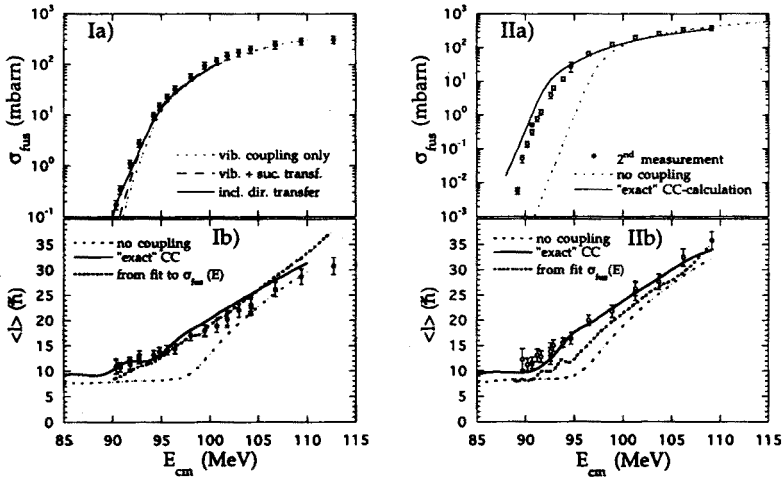 Ia)
σfus (mbarn)
10³
10²
10¹
10⁰
10⁻¹
vib. coupling only
vib. + suc. transf.
incl. dir. transfer
Ib)
<l> (ħ)
35
30
25
20
15
10
5
0
no coupling
"exact" CC
from fit to σfus(E)
85 90 95 100 105 110 115
Ecm (MeV)
IIa)
σfus (mbarn)
10³
10²
10¹
10⁰
10⁻¹
10⁻²
10⁻³
2nd measurement
no coupling
"exact" CC-calculation
IIb)
<l> (ħ)
35
30
25
20
15
10
5
0
no coupling
"exact" CC
from fit σfus(E)
85 90 95 100 105 110 115
Ecm (MeV)